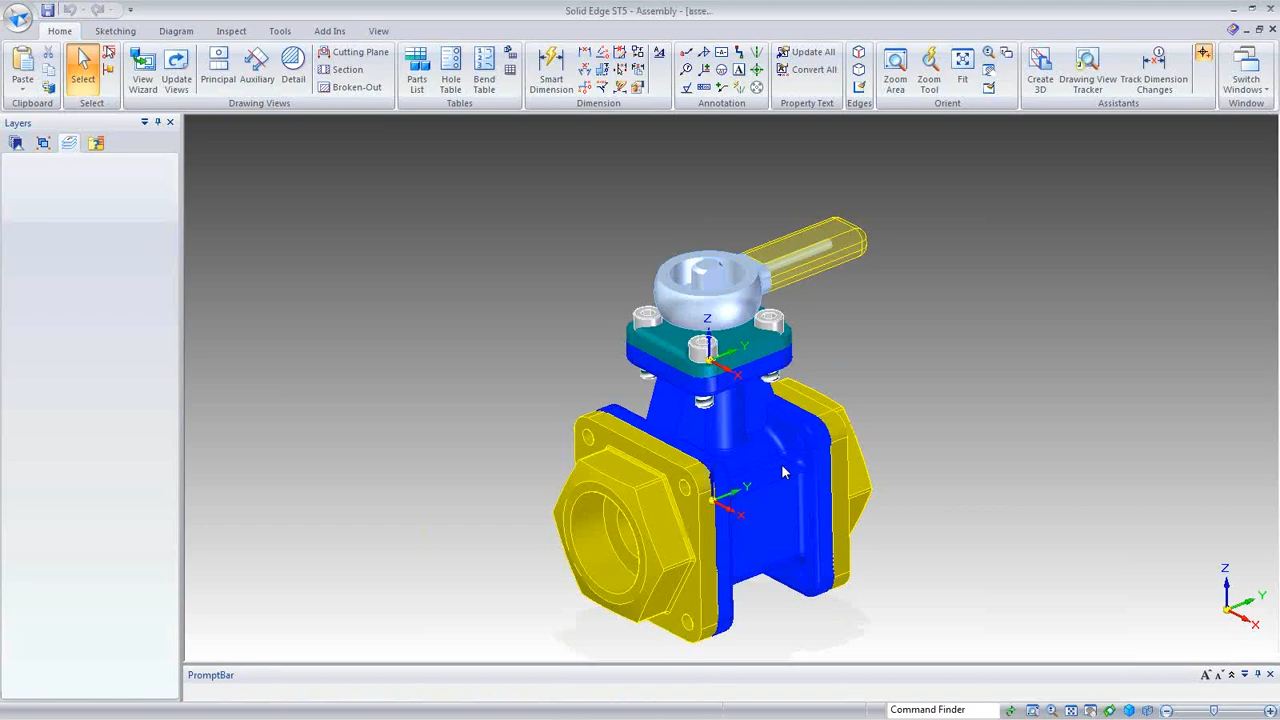 Solid Edge ST5 - Assembly - [asse...
Home Sketching Diagram Inspect Tools Add Ins View
Paste
Clipboard
Select
Select
View Wizard
Update Views
Principal
Auxiliary
Detail
Cutting Plane
Section
Broken-Out
Drawing Views
Parts List
Hole Table
Bend Table
Tables
Smart Dimension
Dimension
A
Annotation
Update All
Convert All
Property Text
Edges
Zoom Area
Zoom Tool
Fit
Orient
Create 3D
Drawing View Tracker
Track Dimension Changes
Assistants
Switch Windows
Window
Layers
Z
Y
X
Y
X
Z
Y
X
PromptBar
Command Finder